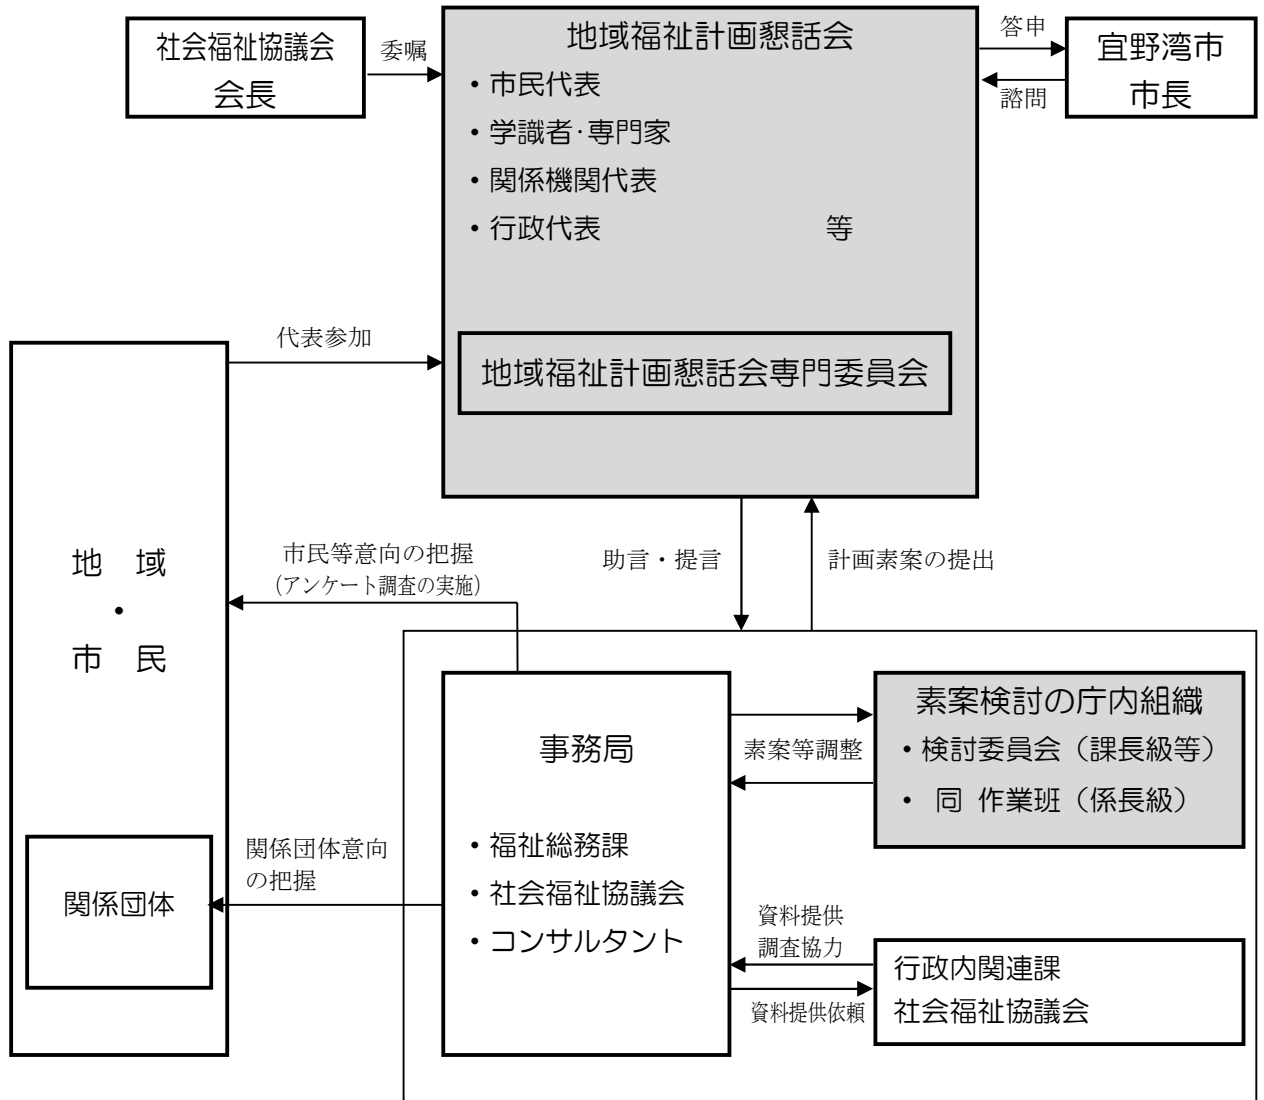 社会福祉協議会
会長
委嘱
地域福祉計画懇話会
・市民代表
・学識者・専門家
・関係機関代表
・行政代表 等
地域福祉計画懇話会専門委員会
答申
諮問
宜野湾市
市長
代表参加
地 域
・
市 民
関係団体
市民等意向の把握
（アンケート調査の実施）
助言・提言
計画素案の提出
関係団体意向
の把握
事務局
・福祉総務課
・社会福祉協議会
・コンサルタント
素案等調整
素案検討の庁内組織
・検討委員会（課長級等）
・ 同 作業班（係長級）
資料提供
調査協力
資料提供依頼
行政内関連課
社会福祉協議会